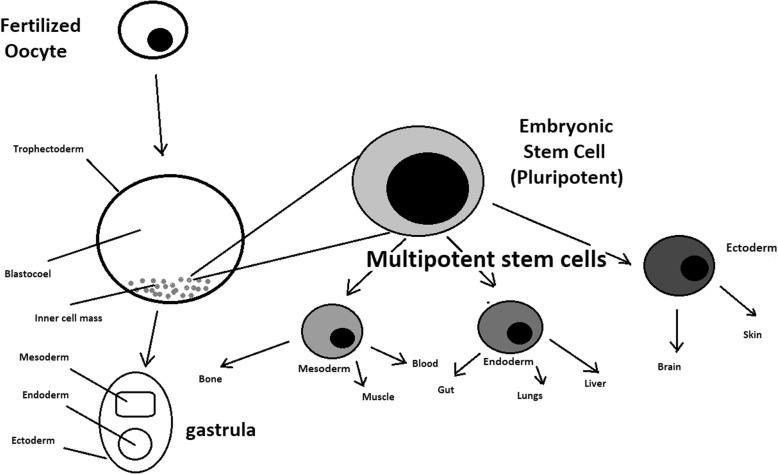 Fertilized
Oocyte
Trophectoderm
Embryonic
Stem Cell
(Pluripotent)
Ectoderm
Multipotent stem cells
Blastocoel
Inner cell mass
Skin
Mesoderm
Bone
Mesoderm
Blood
Endoderm
Brain
Muscle
Gut
Lungs
Liver
Endoderm
gastrula
Ectoderm